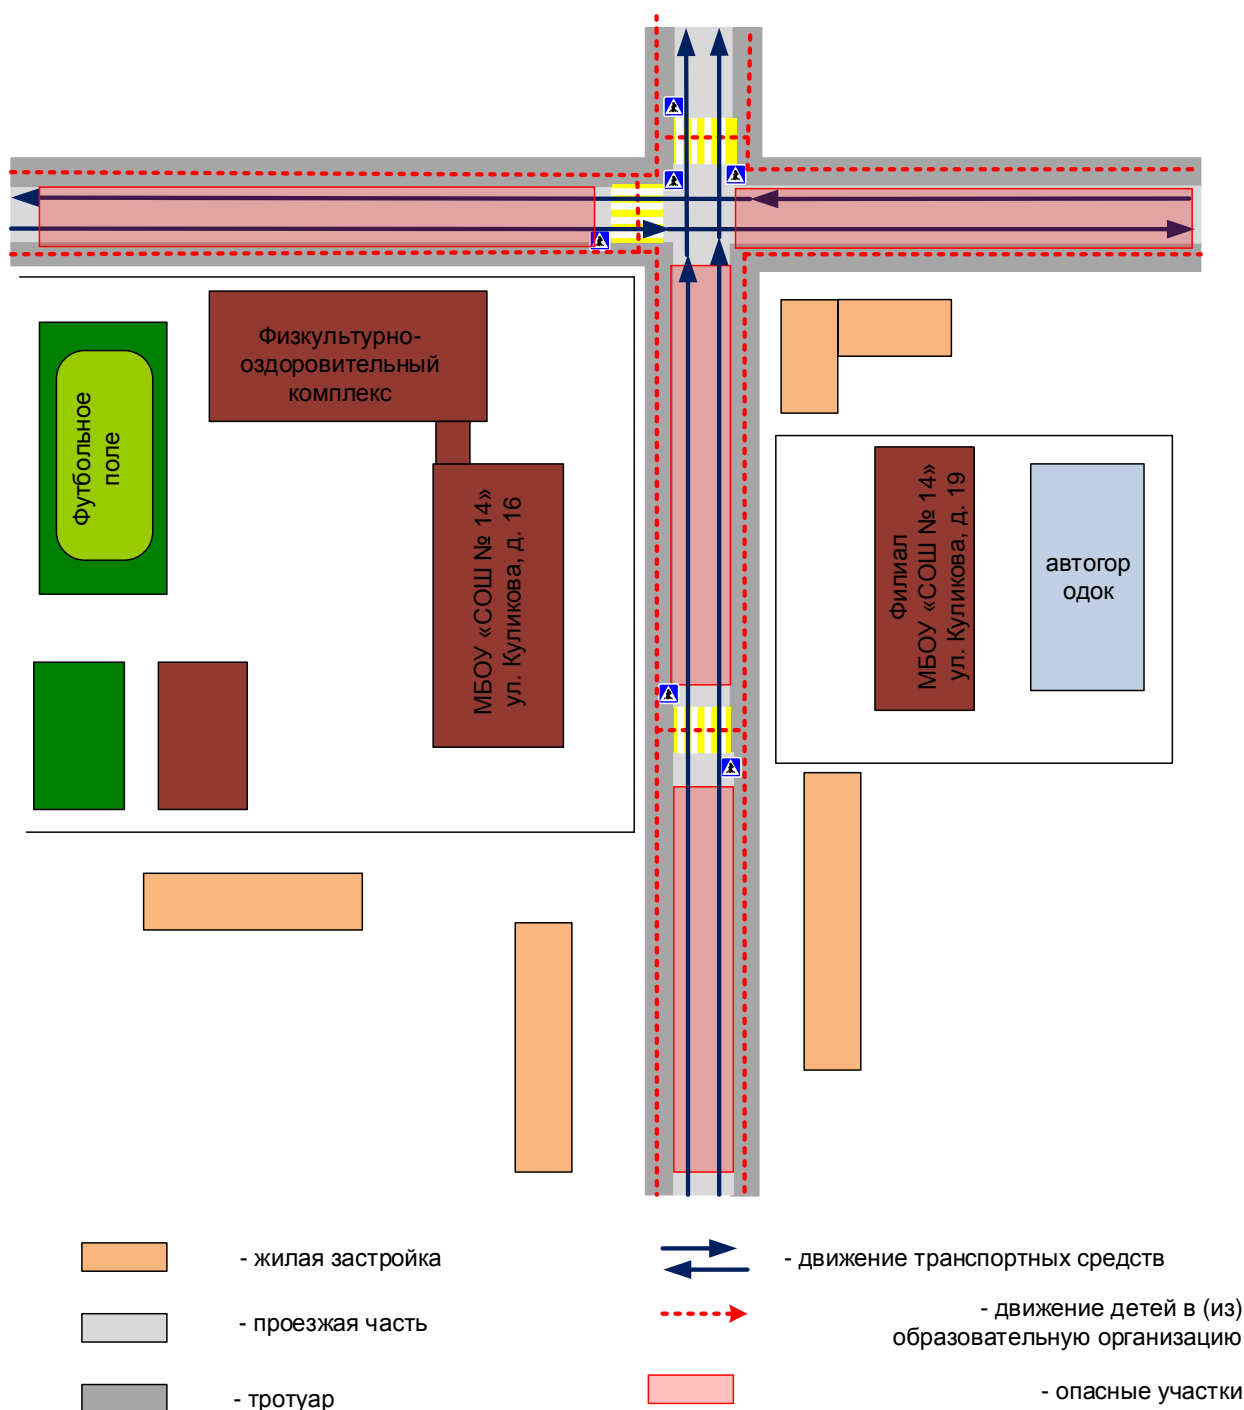 Физкультурно-
оздоровительный
комплекс
Футбольное
поле
МБОУ «СОШ № 14»
ул. Куликова, д. 16
Филиал
МБОУ «СОШ № 14»
ул. Куликова, д. 19
автогор
одок
- жилая застройка
- проезжая часть
- тротуар
- движение транспортных средств
- движение детей в (из)
образовательную организацию
- опасные участки